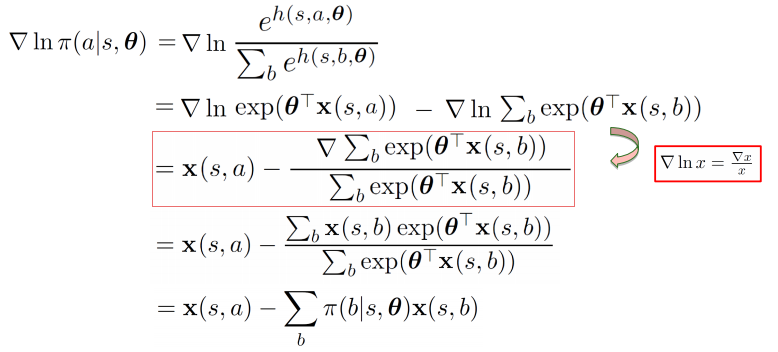 ∇ ln π(a|s, θ) = ∇ ln e^{h(s,a,θ)} / ∑_b e^{h(s,b,θ)}
= ∇ ln exp(θ^⊤x(s, a)) − ∇ ln ∑_b exp(θ^⊤x(s, b))
= x(s, a) − ∇ ∑_b exp(θ^⊤x(s, b)) / ∑_b exp(θ^⊤x(s, b))
∇ ln x = ∇x / x
= x(s, a) − ∑_b x(s, b) exp(θ^⊤x(s, b)) / ∑_b exp(θ^⊤x(s, b))
= x(s, a) − ∑_b π(b|s, θ)x(s, b)